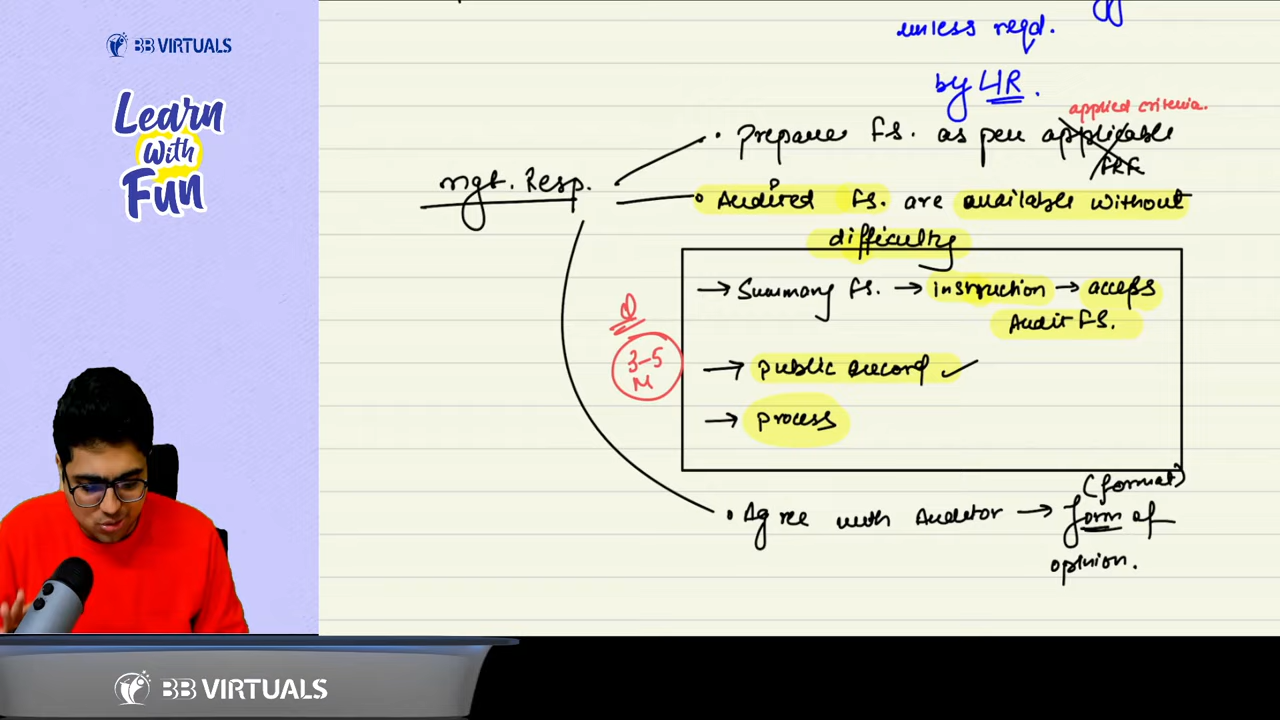 BB VIRTUALS
Learn
With
Fun
unless reqd.
by L/R.
applied criteria.
• Prepare FS. as per applicable
FRF
Mgt. Resp.
• Audited FS. are available without
difficulty
→ Summary FS. → instruction → access
Audit FS.
Q
3-5
M
→ public record ✓
→ process
(format)
• Agree with Auditor → form of
opinion.
BB VIRTUALS